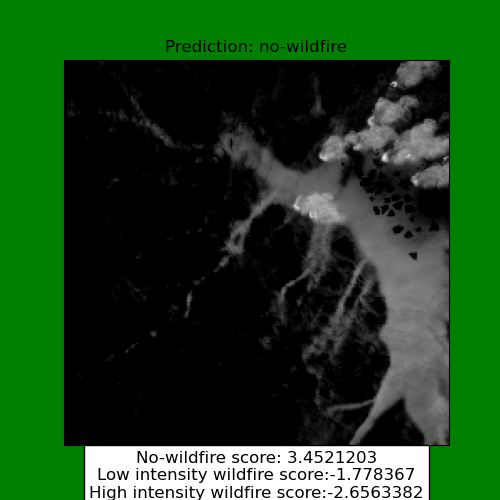 Prediction: no-wildfire
No-wildfire score: 3.4521203
Low intensity wildfire score:-1.778367
High intensity wildfire score:-2.6563382